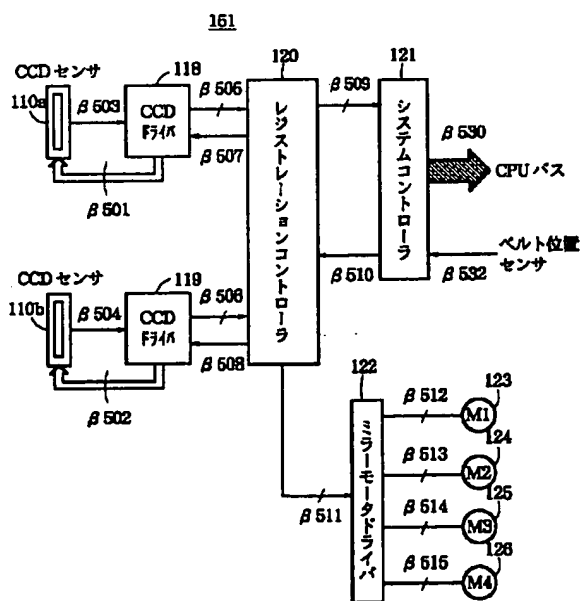 151
CCDセンサ
110a
β503
118
CCD
ドライバ
β501
β506
β507
120
レジストレーションコントローラ
β509
121
システムコントローラ
β530
CPUバス
β510
ベルト位置
センサ
β532
CCDセンサ
110b
β504
119
CCD
ドライバ
β502
β506
β508
β511
122
ミラーモータドライバ
β512
123
M1
β513
124
M2
β514
125
M3
β515
126
M4